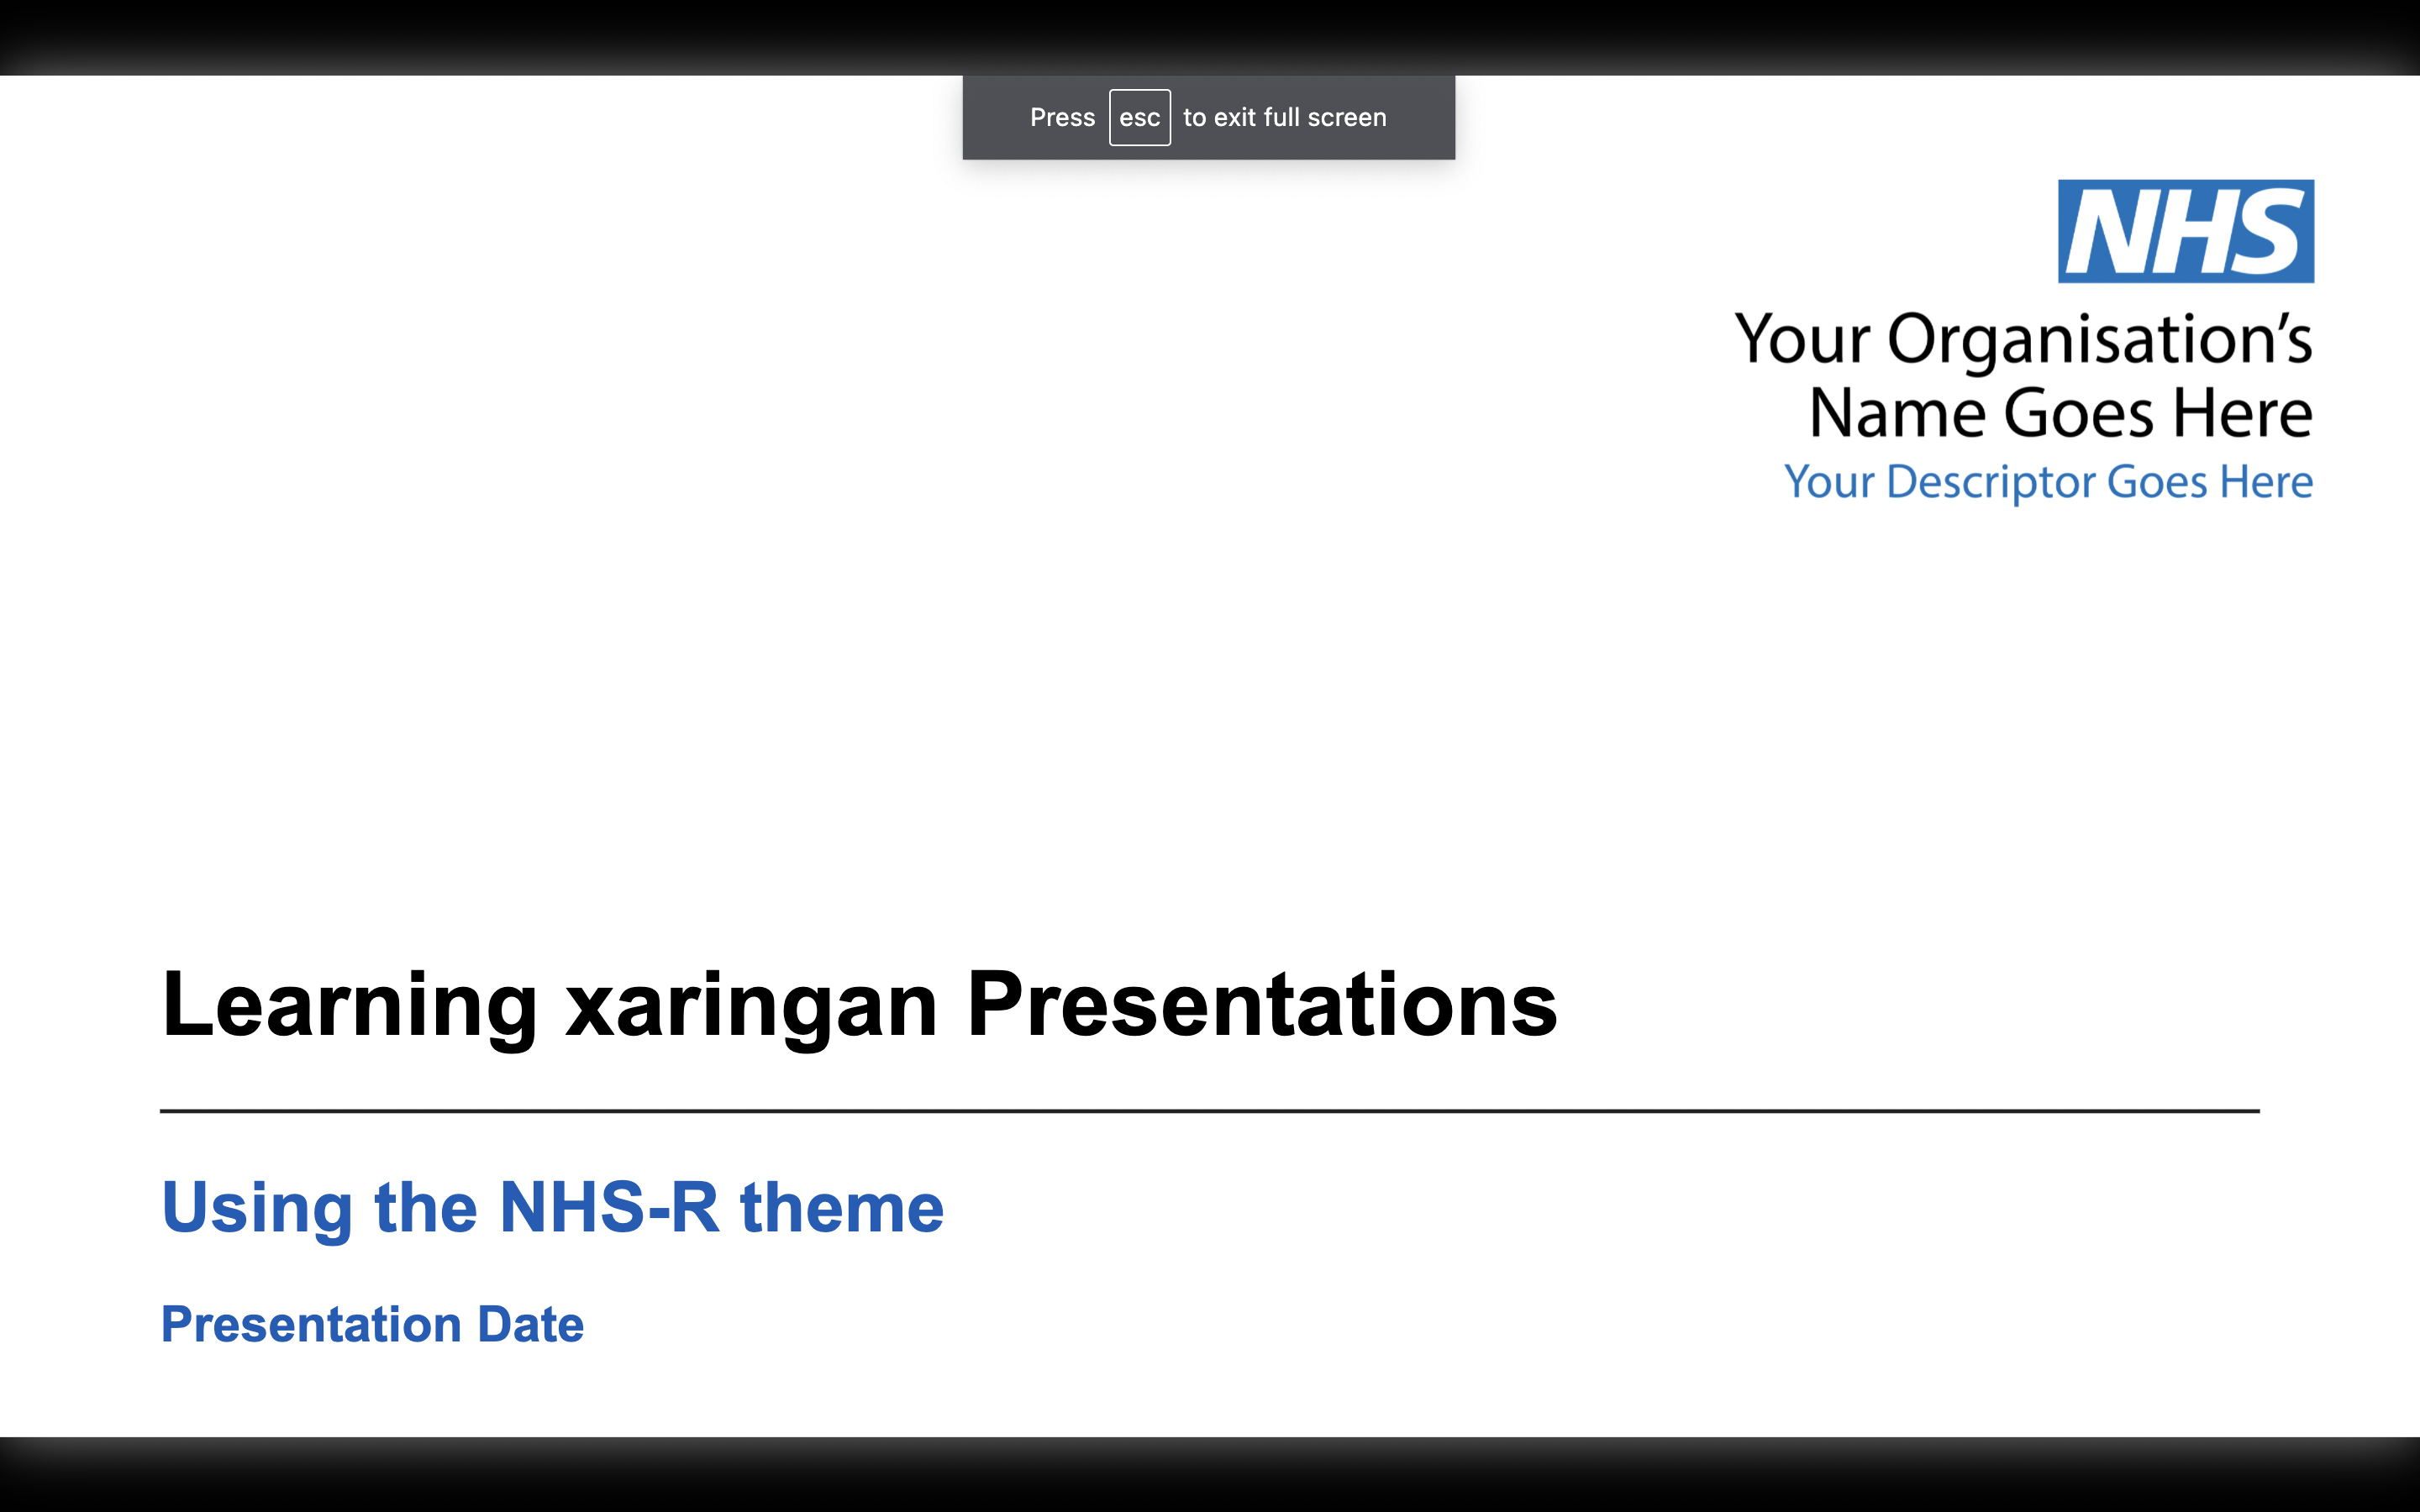 Press esc to exit full screen
NHS
Your Organisation’s
Name Goes Here
Your Descriptor Goes Here
Learning xaringan Presentations
Using the NHS-R theme
Presentation Date